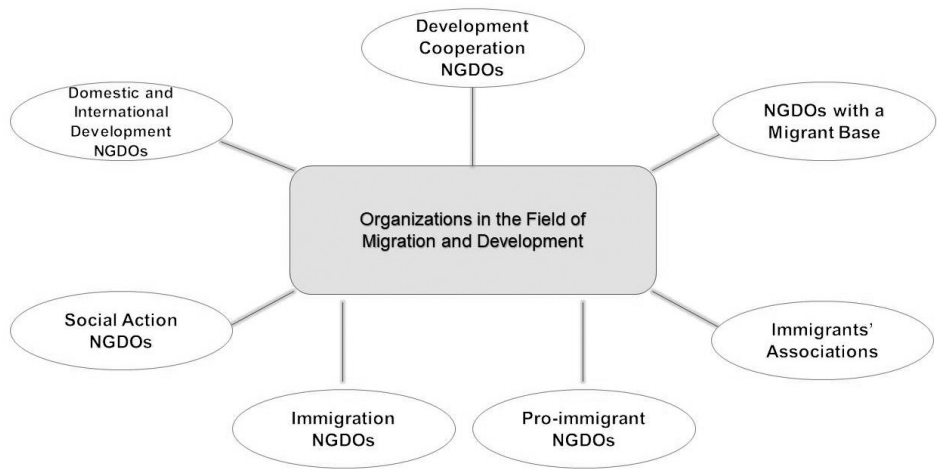 Development
Cooperation
NGDOs
Domestic and
International
Development
NGDOs
NGDOs with a
Migrant Base
Organizations in the Field of
Migration and Development
Social Action
NGDOs
Immigrants’
Associations
Immigration
NGDOs
Pro-immigrant
NGDOs